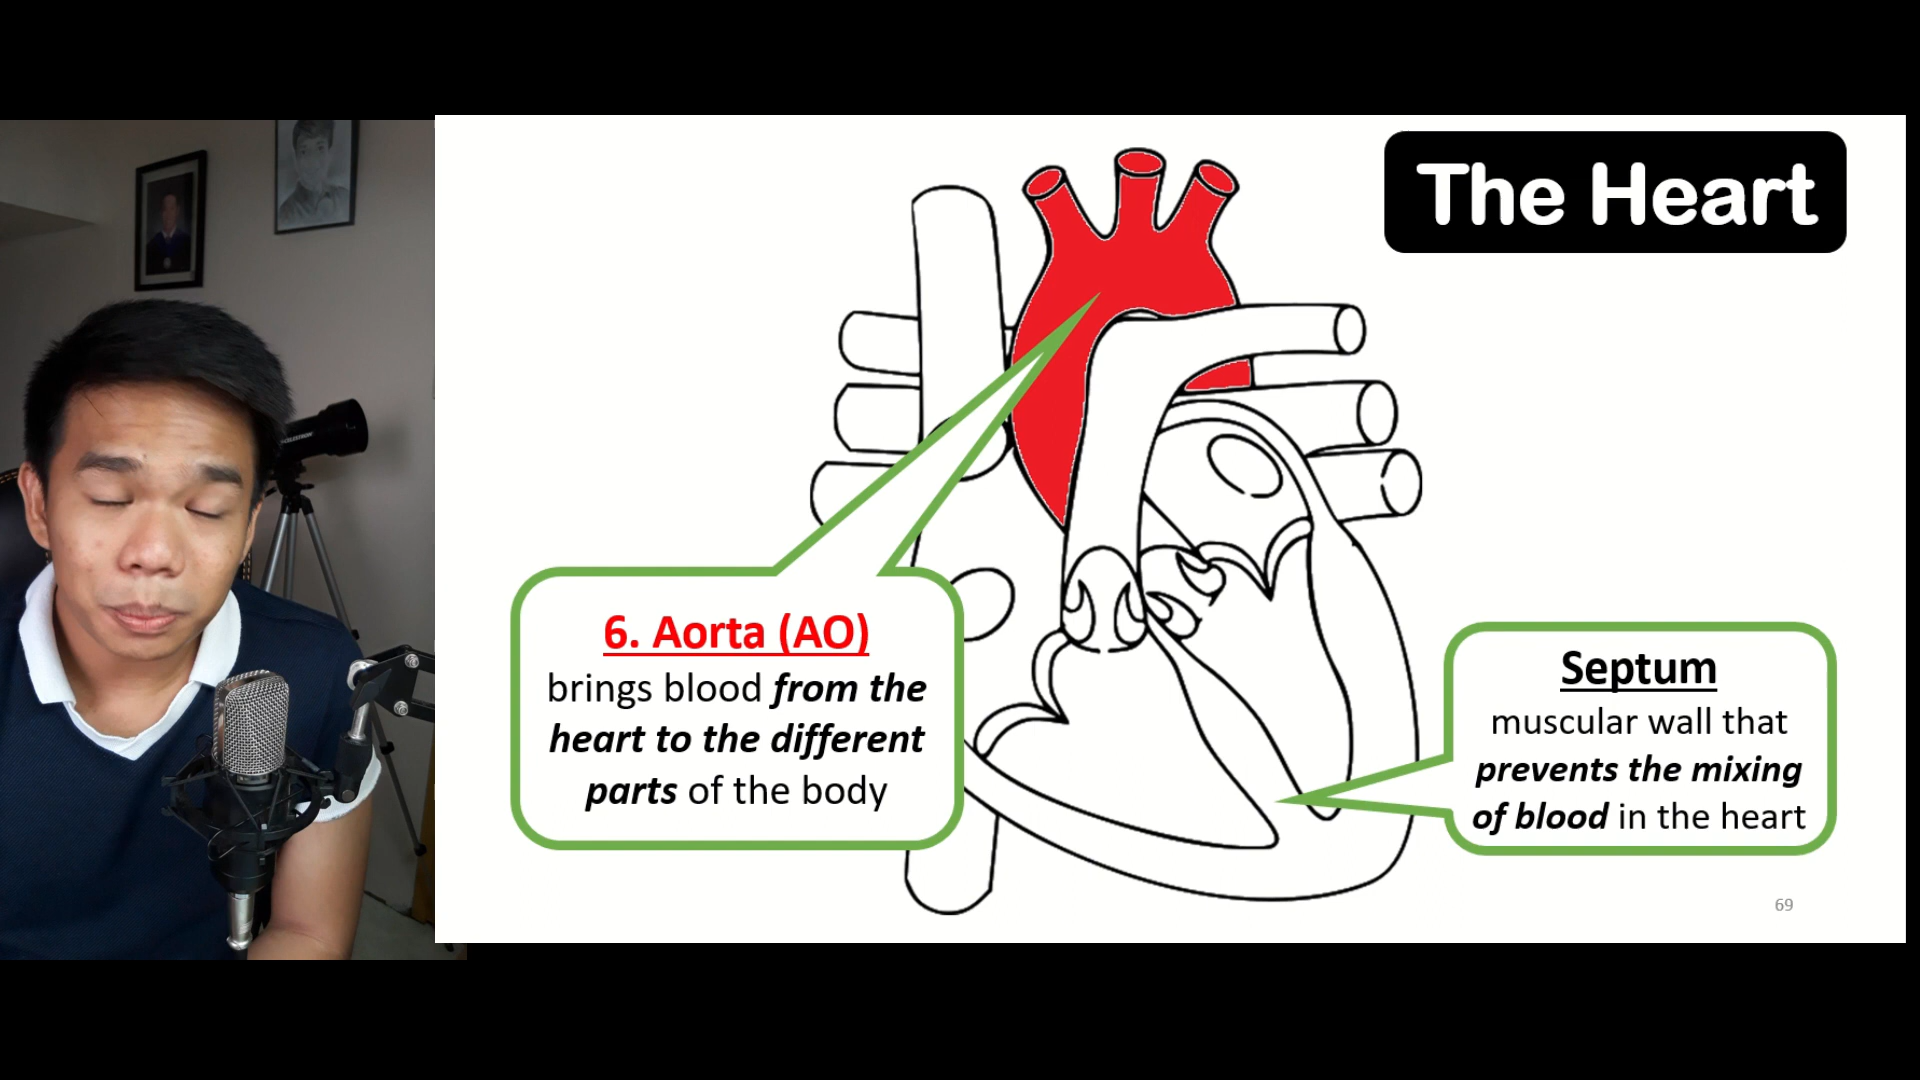 The Heart
6. Aorta (AO)
brings blood from the
heart to the different
parts of the body
Septum
muscular wall that
prevents the mixing
of blood in the heart
69
CELESTRON